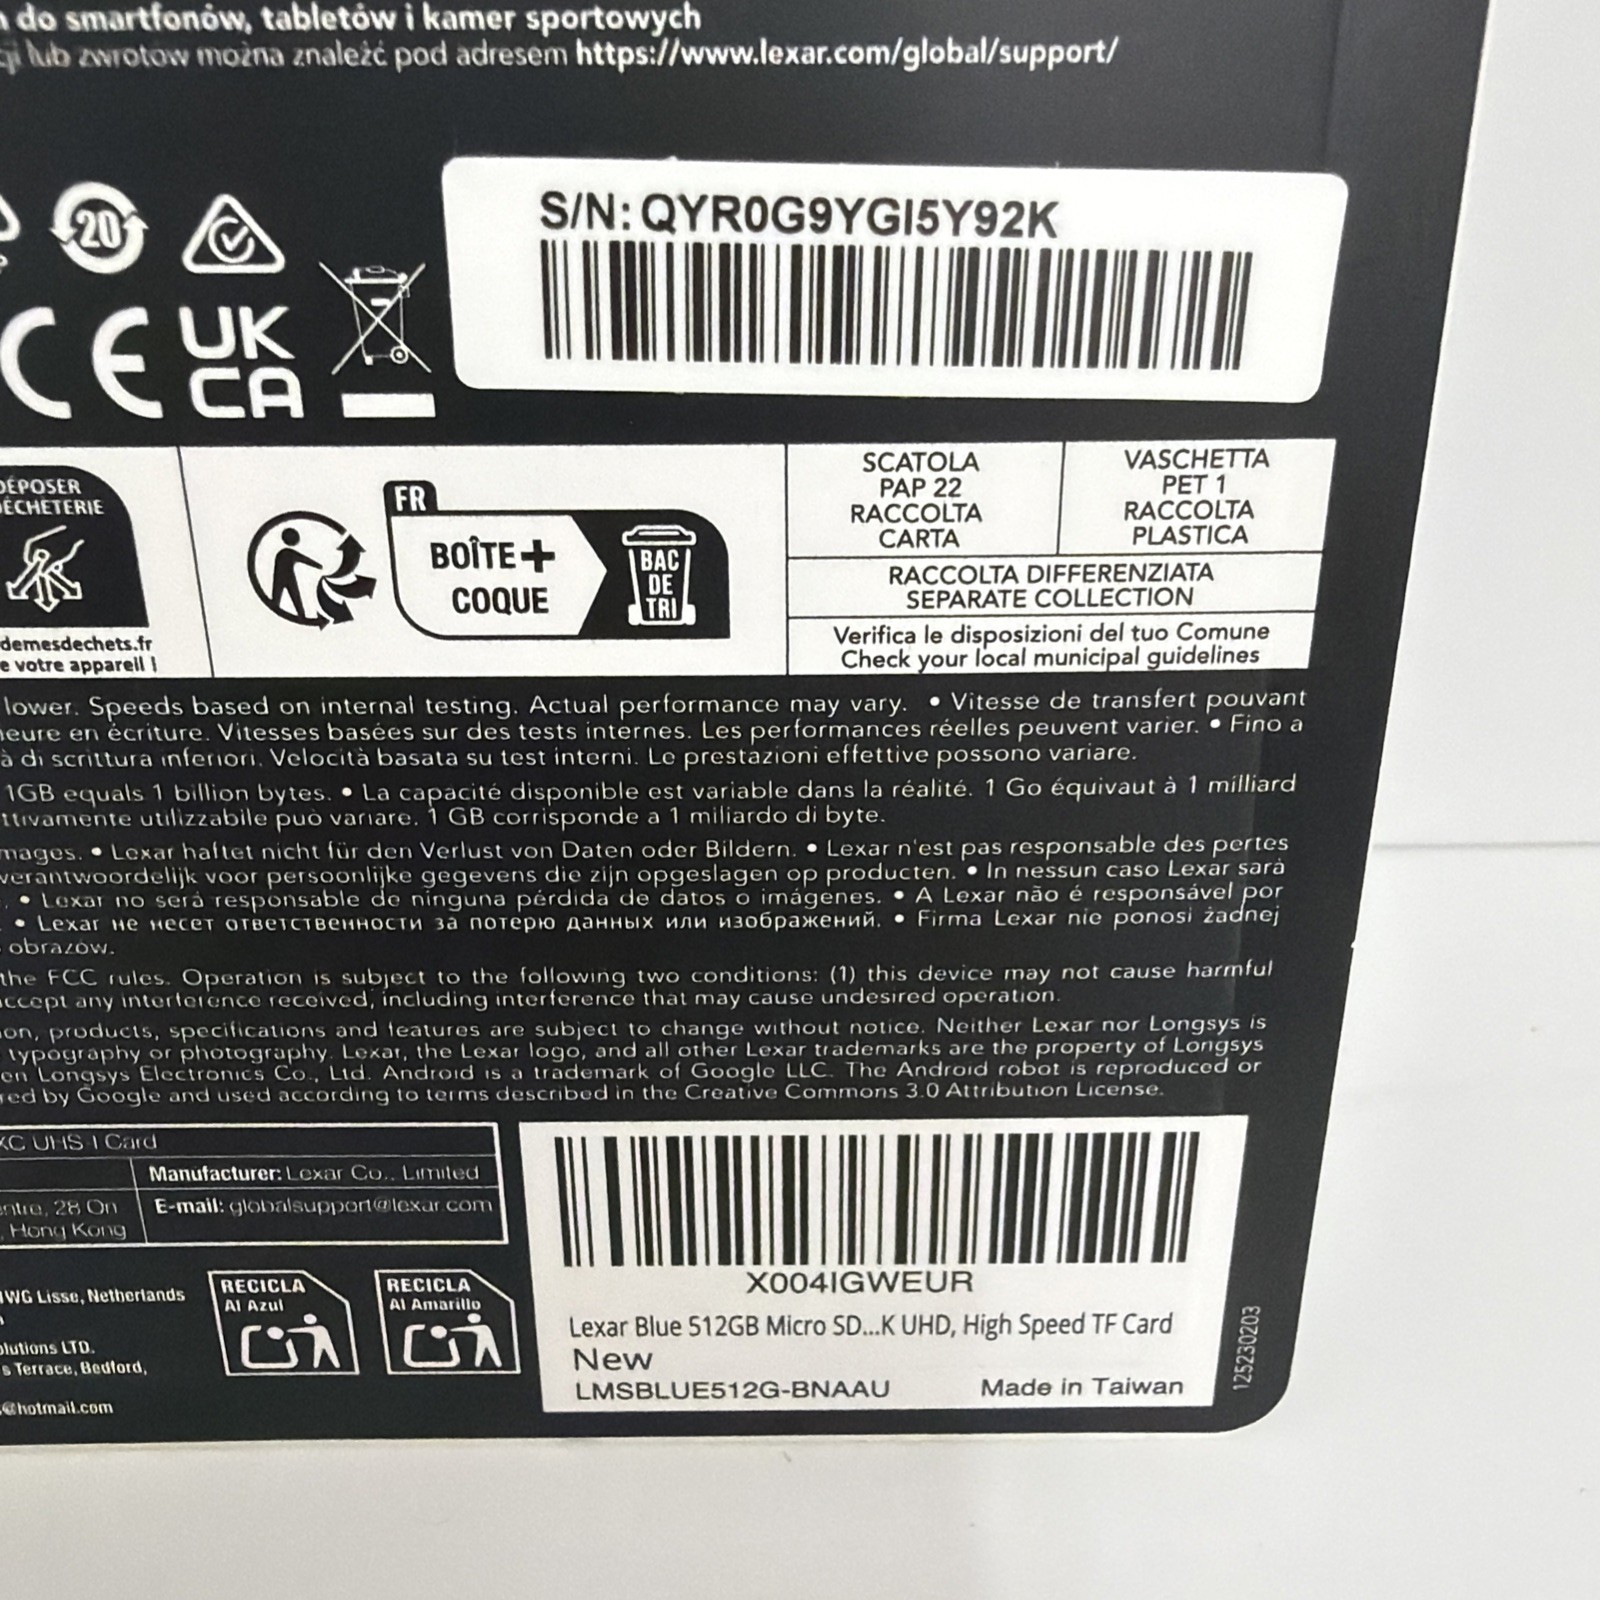 do smartfonów, tabletów i kamer sportowych
lub zwrotow można znaleźć pod adresem https://www.lexar.com/global/support/
S/N: QYR0G9YGI5Y92K
20
CE
UK
CA
DÉPOSER
DÉCHÈTERIE
demesdechets.fr
e votre appareil !
FR
BOÎTE+
COQUE
BAC
DE
TRI
SCATOLA
PAP 22
RACCOLTA
CARTA
VASCHETTA
PET 1
RACCOLTA
PLASTICA
RACCOLTA DIFFERENZIATA
SEPARATE COLLECTION
Verifica le disposizioni del tuo Comune
Check your local municipal guidelines
lower. Speeds based on internal testing. Actual performance may vary. • Vitesse de transfert pouvant
ieure en écriture. Vitesses basées sur des tests internes. Les performances réelles peuvent varier. • Fino a
à di scrittura inferiori. Velocità basata su test interni. Le prestazioni effettive possono variare.
1GB equals 1 billion bytes. • La capacité disponible est variable dans la réalité. 1 Go équivaut à 1 milliard
ttivamente utilizzabile può variare. 1 GB corrisponde a 1 miliardo di byte.
mages. • Lexar haftet nicht für den Verlust von Daten oder Bildern. • Lexar n'est pas responsable des pertes
verantwoordelijk voor persoonlijke gegevens die zijn opgeslagen op producten. • In nessun caso Lexar sarà
. • Lexar no será responsable de ninguna pérdida de datos o imágenes. • A Lexar não é responsável por
• Lexar не несет ответственности за потерю данных или изображений. • Firma Lexar nie ponosi żadnej
obrazów.
the FCC rules. Operation is subject to the following two conditions: (1) this device may not cause harmful
accept any interference received, including interference that may cause undesired operation.
on, products, specifications and features are subject to change without notice. Neither Lexar nor Longsys is
typography or photography. Lexar, the Lexar logo, and all other Lexar trademarks are the property of Longsys
en Longsys Electronics Co., Ltd. Android is a trademark of Google LLC. The Android robot is reproduced or
red by Google and used according to terms described in the Creative Commons 3.0 Attribution License.
XC UHS-I Card
Manufacturer: Lexar Co., Limited
entre, 28 On
, Hong Kong
E-mail: globalsupport@lexar.com
WG Lisse, Netherlands
olutions LTD.
s Terrace, Bedford,
@hotmail.com
RECICLA
Al Azul
RECICLA
Al Amarillo
X004IGWEUR
Lexar Blue 512GB Micro SD...K UHD, High Speed TF Card
New
LMSBLUE512G-BNAAU Made in Taiwan
125230203